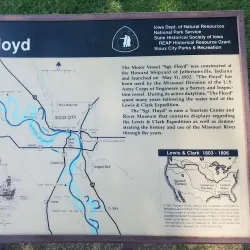 loyd
Iowa Dept. of Natural Resources
National Park Service
State Historical Society of Iowa
REAP Historical Resource Grant
Sioux City Parks & Recreation
The Motor Vessel "Sgt. Floyd" was constructed at
the Howard Shipyard of Jeffersonville, Indiana
and launched on May 31, 1932. "The Floyd" has
been used by the Missouri Division of the U.S.
Army Corps of Engineers as a Survey and Inspec-
tion vessel. During its active duty time, "The Floyd"
spent many years following the water trail of the
Lewis & Clark Expedition.
The "Sgt. Floyd" is now a Tourism Center and
River Museum that contains displays regarding
the Lewis & Clark Expedition as well as demon-
strating the history and use of the Missouri River
through the years.
Lewis & Clark 1803 - 1806
SIOUX CITY